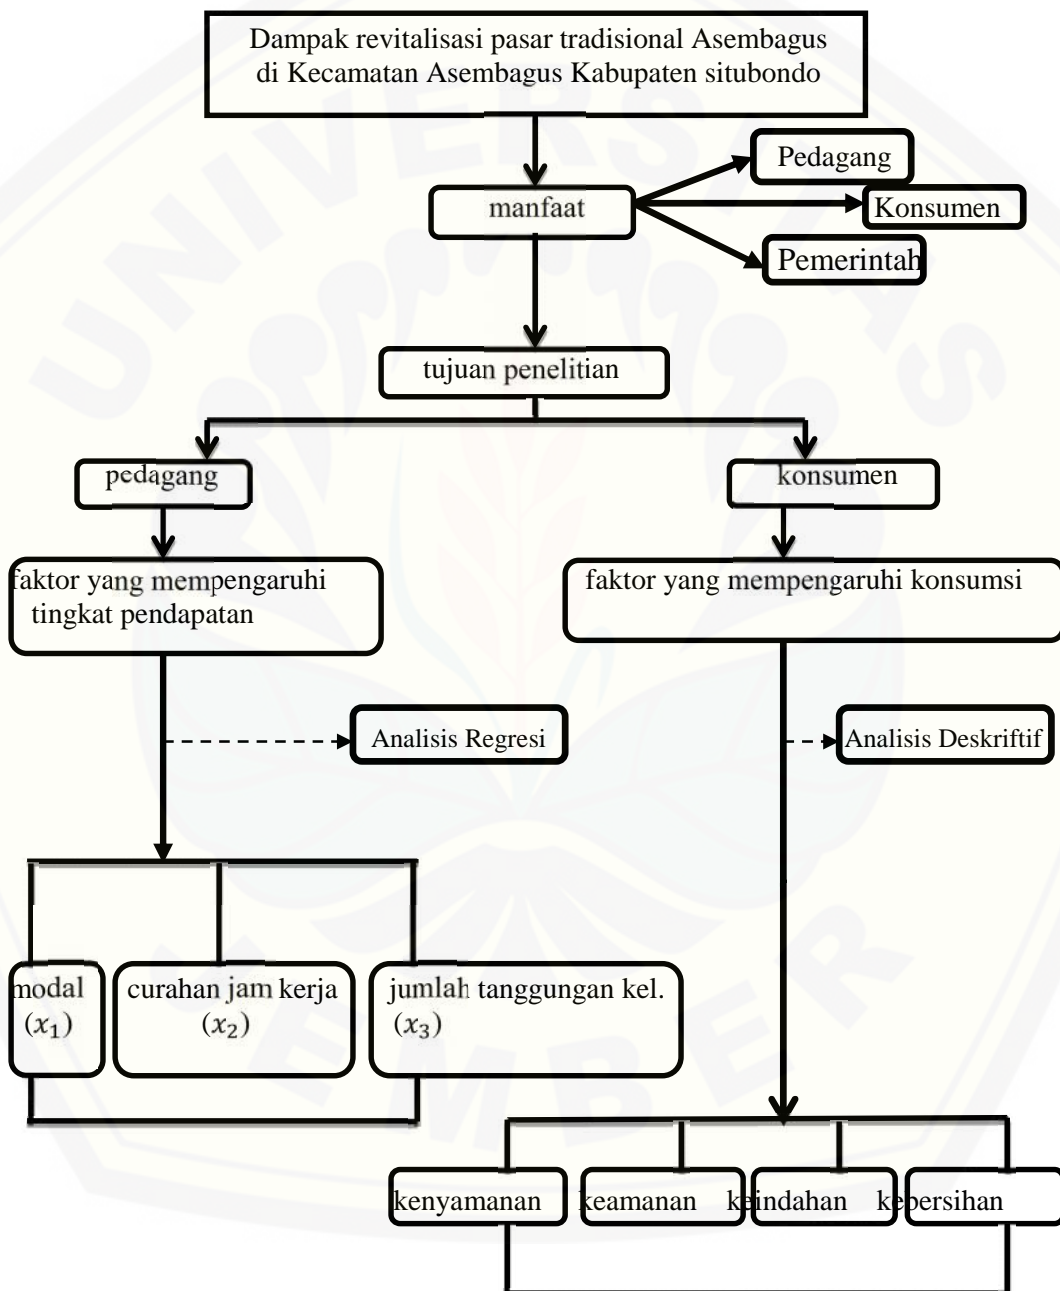 Dampak revitalisasi pasar tradisional Asembagus
di Kecamatan Asembagus Kabupaten situbondo
Pedagang
manfaat
Konsumen
Pemerintah
tujuan penelitian
pedagang
konsumen
faktor yang mempengaruhi
tingkat pendapatan
faktor yang mempengaruhi konsumsi
Analisis Regresi
Analisis Deskriftif
modal
(x₁)
curahan jam kerja
(x₂)
jumlah tanggungan kel.
(x₃)
kenyamanan
keamanan
keindahan
kebersihan
UNIVERSITAS
JEMBER